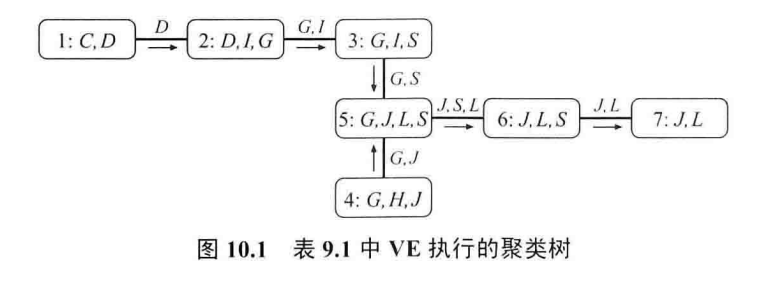 D G,I
1: C,D 2: D,I,G 3: G,I,S
G,S
J,S,L J,L
5: G,J,L,S 6: J,L,S 7: J,L
G,J
4: G,H,J
图 10.1 表 9.1 中 VE 执行的聚类树